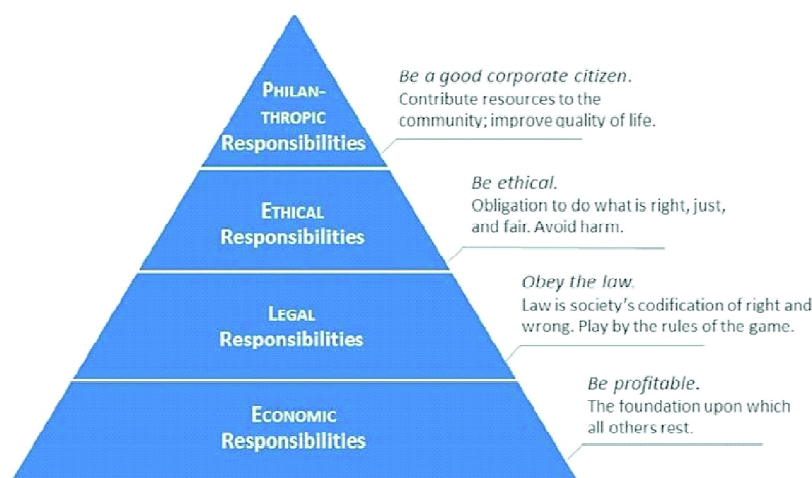 PHILAN-
THROPIC
Responsibilities
Be a good corporate citizen.
Contribute resources to the
community; improve quality of life.
ETHICAL
Responsibilities
Be ethical.
Obligation to do what is right, just,
and fair. Avoid harm.
LEGAL
Responsibilities
Obey the law.
Law is society's codification of right and
wrong. Play by the rules of the game.
ECONOMIC
Responsibilities
Be profitable.
The foundation upon which
all others rest.